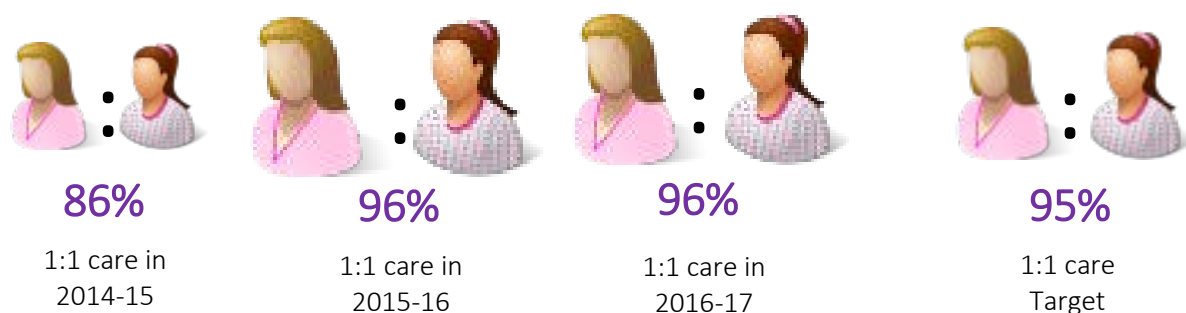 86%
1:1 care in
2014-15
96%
1:1 care in
2015-16
96%
1:1 care in
2016-17
95%
1:1 care
Target